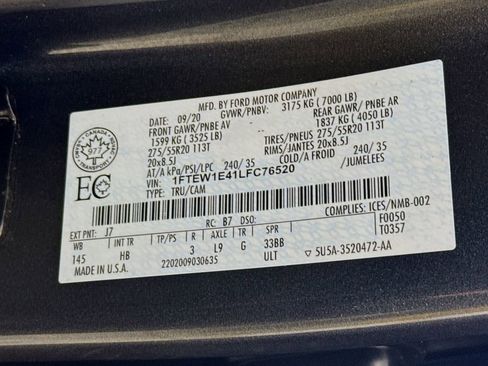 MFD. BY FORD MOTOR COMPANY
DATE: 09/20 GVWR/PNBV: 3175 KG ( 7000 LB)
FRONT GAWR/PNBE AV REAR GAWR/ PNBE AR
1599 KG ( 3525 LB) 1837 KG ( 4050 LB)
275/55R20 113T TIRES/PNEUS 275/55R20 113T
20x8.5J RIMS/JANTES 20x8.5J
AT/A kPa/PSI/LPC 240/ 35 COLD/A FROID 240/35
VIN: 1FTEW1E41LFC76520
TYPE: TRU/CAM
CANADA
977
TRANSPORT
EC
COMPLIES: ICES/NMB-002
EXT PNT: J7 RC: B7 DSO: F0050
WB INT TR TP/PS R AXLE TR SPR T0357
145 HB 3 L9 G 33BB
MADE IN U.S.A. 2202009030635 ULT
SU5A-3520472-AA